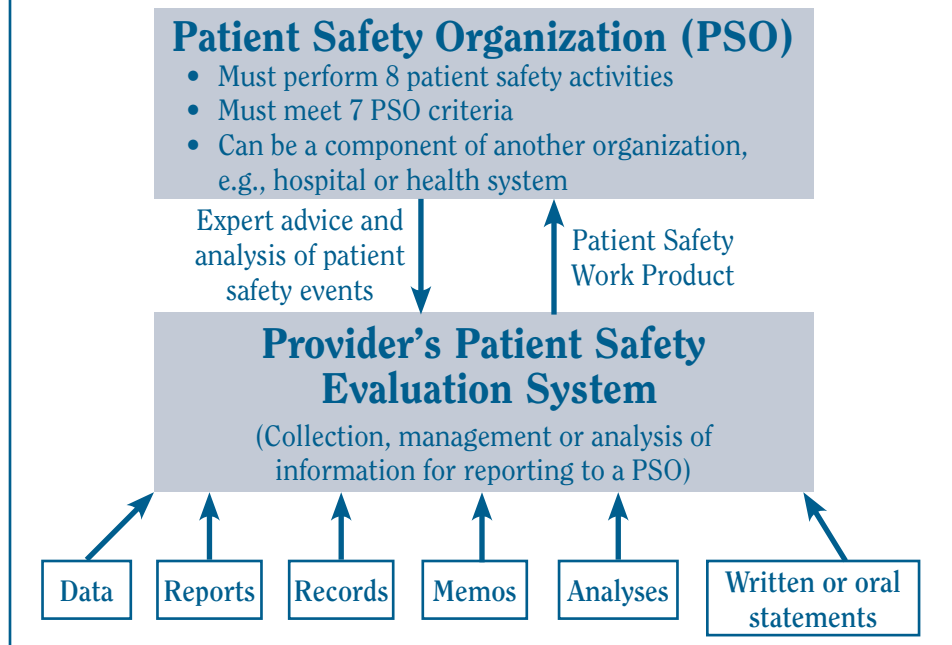 Patient Safety Organization (PSO)
• Must perform 8 patient safety activities
• Must meet 7 PSO criteria
• Can be a component of another organization,
e.g., hospital or health system
Expert advice and
analysis of patient
safety events
Patient Safety
Work Product
Provider's Patient Safety
Evaluation System
(Collection, management or analysis of
information for reporting to a PSO)
Data
Reports
Records
Memos
Analyses
Written or oral
statements